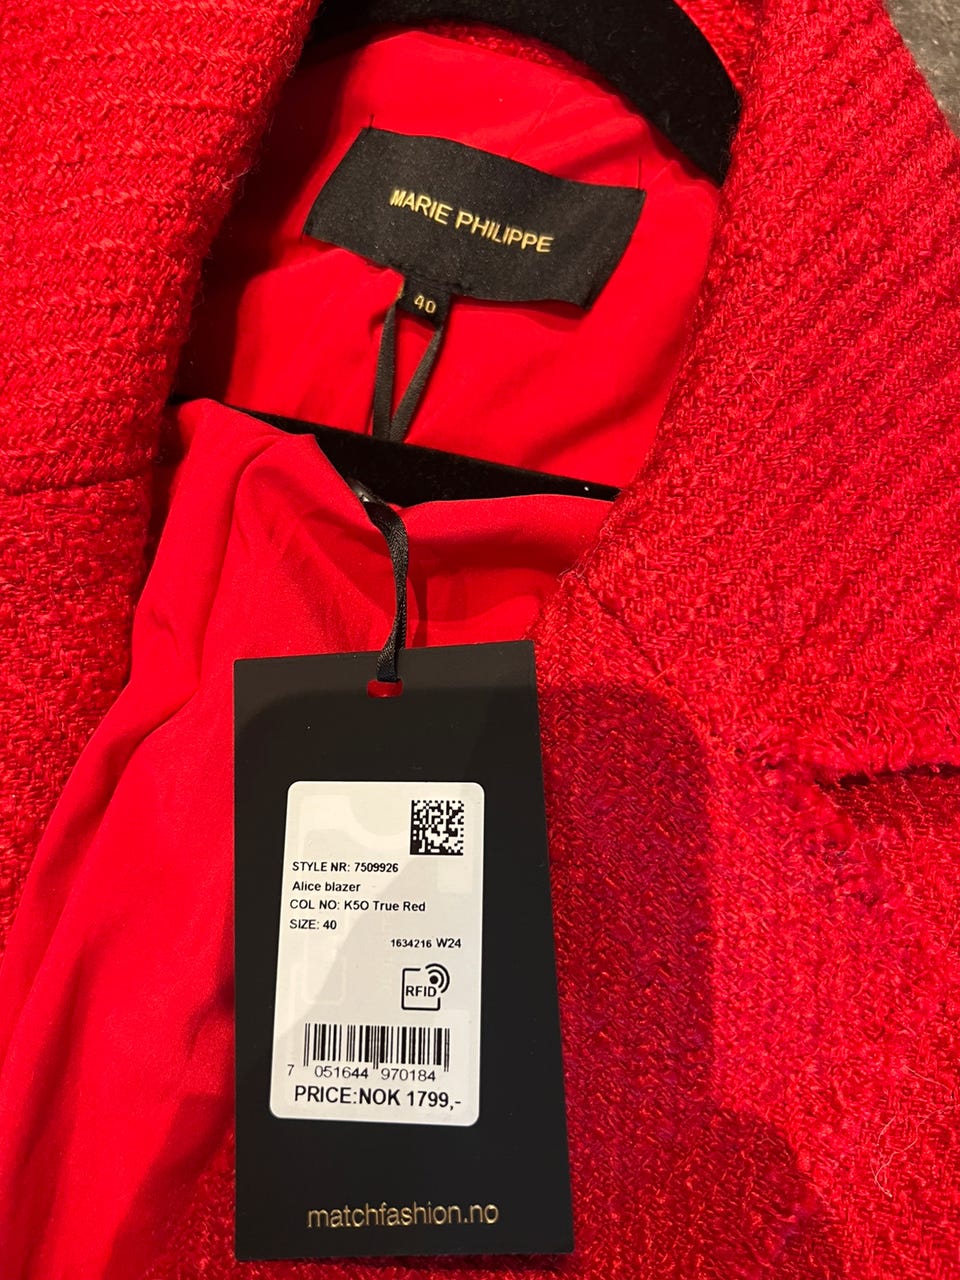 MARIE PHILIPPE
40
STYLE NR: 7509926
Alice blazer
COL NO: K5O True Red
SIZE: 40
1634216 W24
RFID
7 051644 970184
PRICE:NOK 1799,-
matchfashion.no